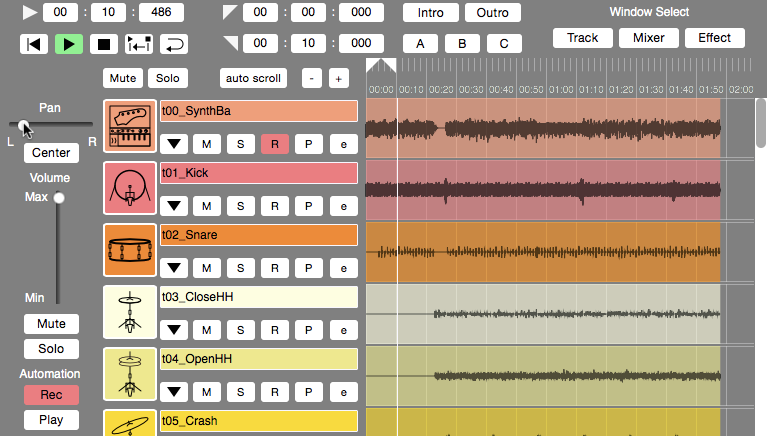 00 : 10 : 486 00 : 00 : 000 Intro Outro Window Select
00 : 10 : 000 A B C Track Mixer Effect
Mute Solo auto scroll - +
00:00 00:10 00:20 00:30 00:40 00:50 01:00 01:10 01:20 01:30 01:40 01:50 02:00
Pan
L R
Center
Volume
Max
Min
Mute
Solo
Automation
Rec
Play
t00_SynthBa
M S R P e
t01_Kick
M S R P e
t02_Snare
M S R P e
t03_CloseHH
M S R P e
t04_OpenHH
M S R P e
t05_Crash